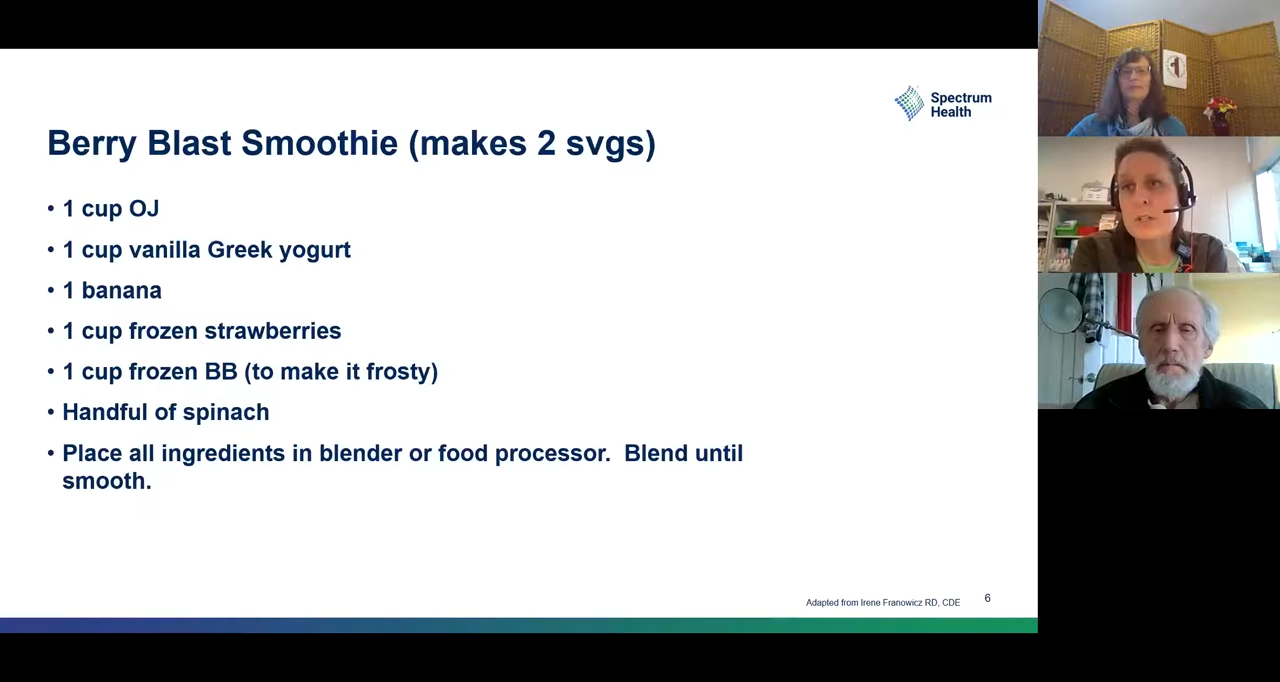 Spectrum
Health
Berry Blast Smoothie (makes 2 svgs)
• 1 cup OJ
• 1 cup vanilla Greek yogurt
• 1 banana
• 1 cup frozen strawberries
• 1 cup frozen BB (to make it frosty)
• Handful of spinach
• Place all ingredients in blender or food processor.  Blend until
smooth.
Adapted from Irene Franowicz RD, CDE
6